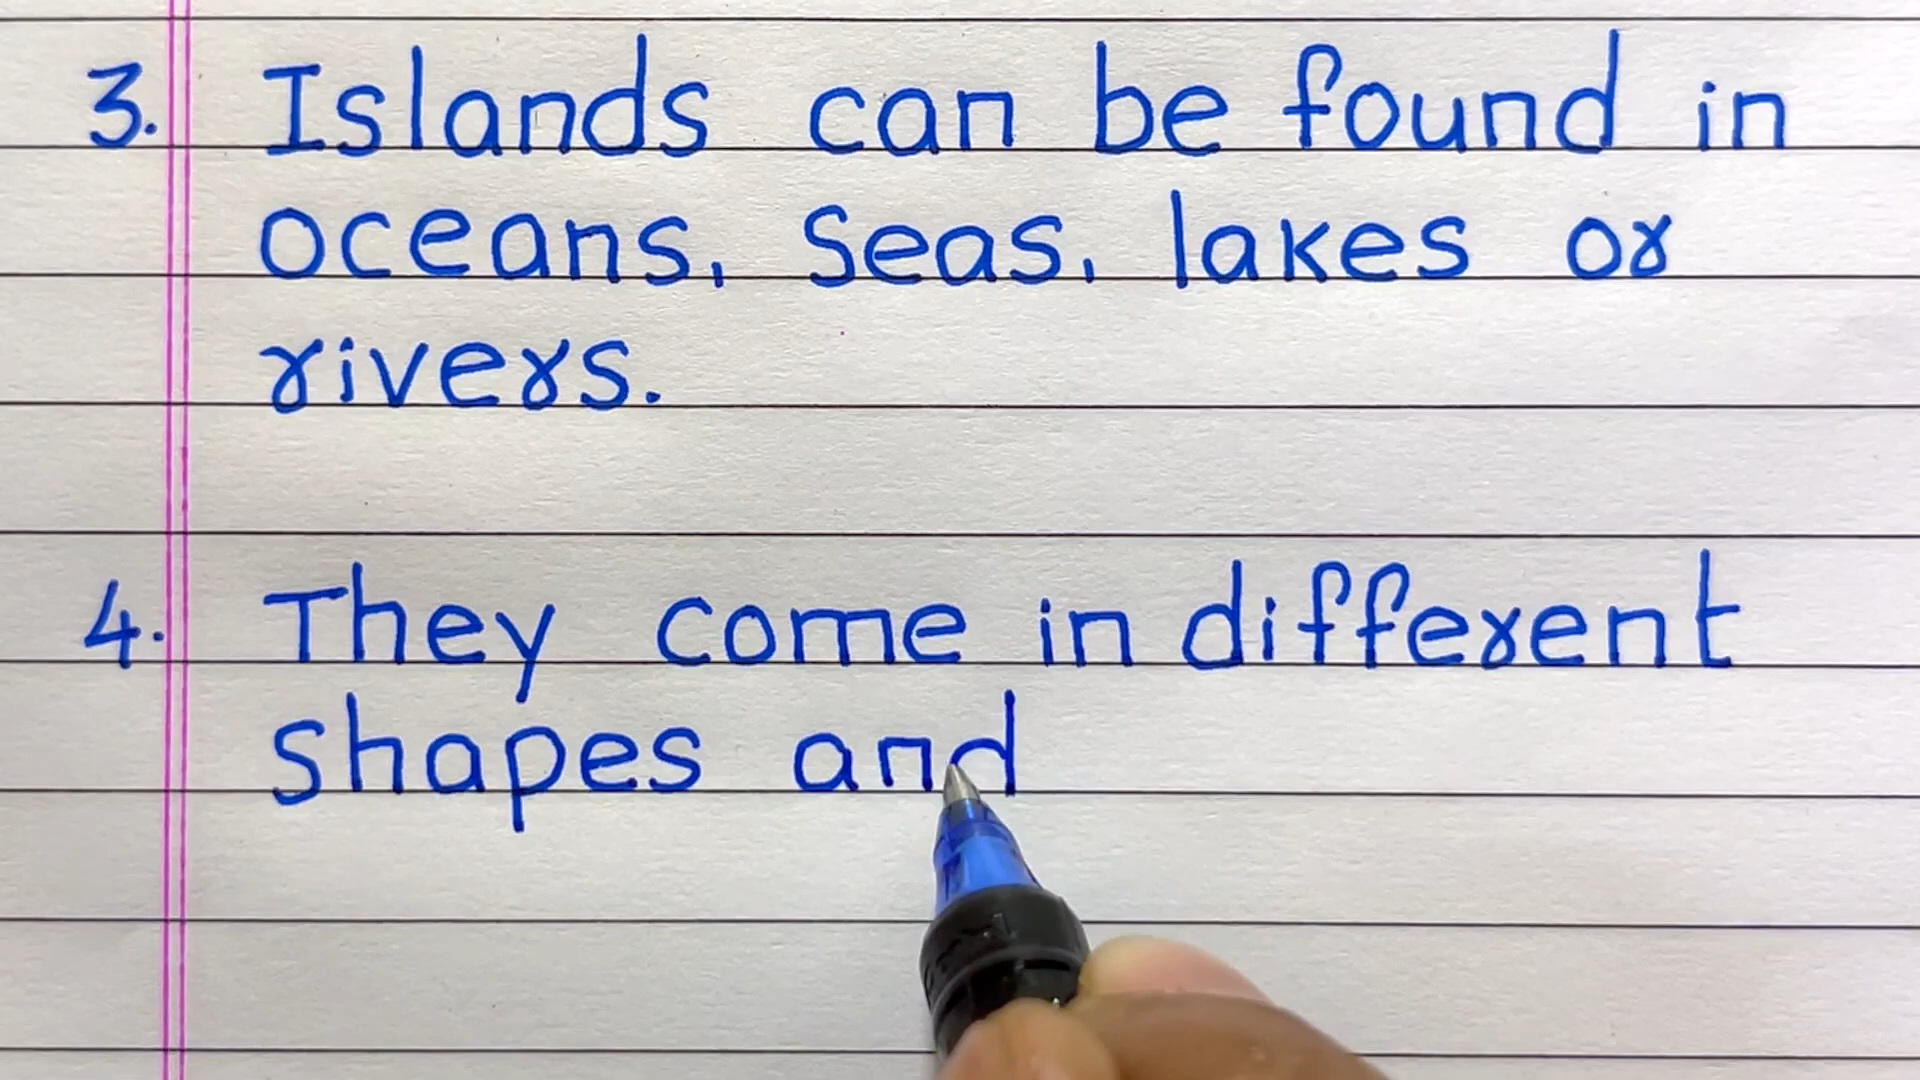 3. Islands can be found in
oceans, seas, lakes or
rivers.
4. They come in different
shapes and